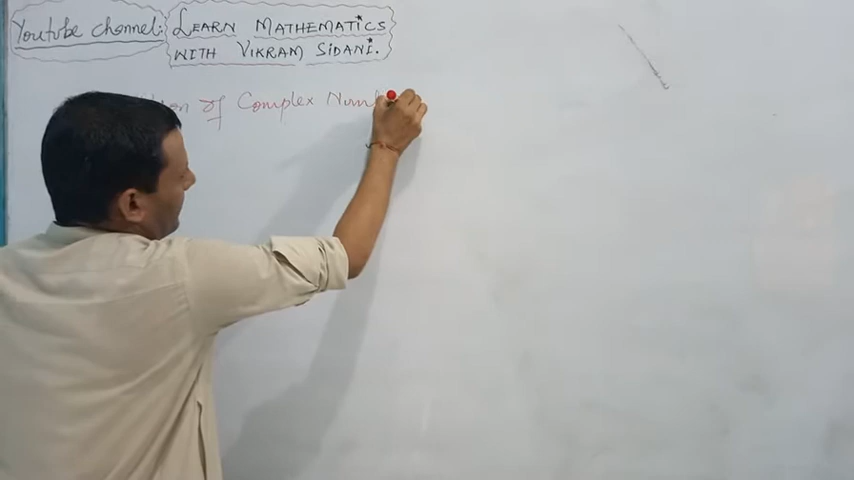 Youtube channel: LEARN MATHEMATICS
WITH VIKRAM SIDANI.
of Complex Num